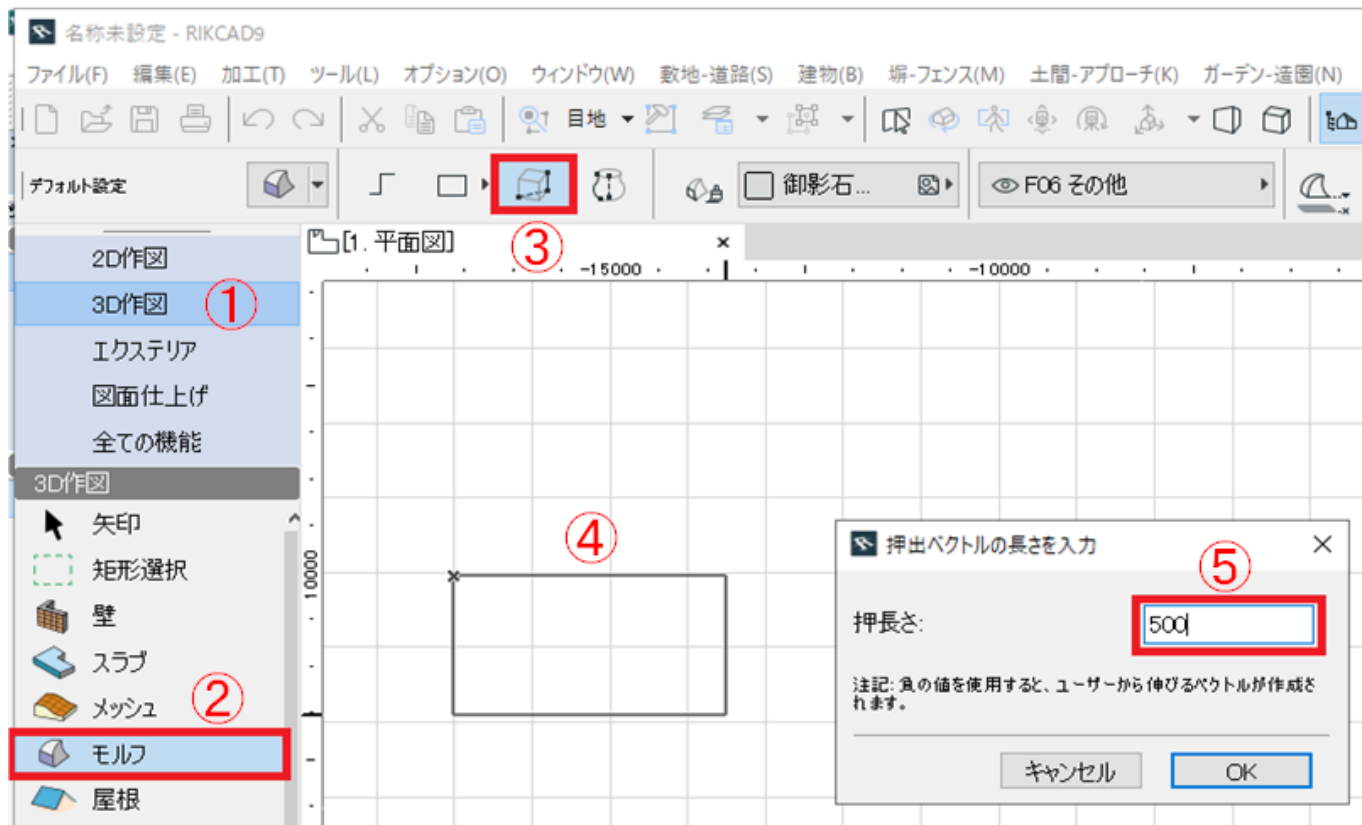 名称未設定 - RIKCAD9
ファイル(F) 編集(E) 加工(T) ツール(L) オプション(O) ウィンドウ(W) 敷地-道路(S) 建物(B) 塀-フェンス(M) 土間-アプローチ(K) ガーデン-造園(N)
目地
デフォルト設定
御影石...
F06 その他
③
[1. 平面図]
-15000
-10000
2D作図
3D作図
①
エクステリア
図面仕上げ
全ての機能
3D作図
矢印
矩形選択
壁
スラブ
メッシュ
②
モルフ
屋根
10000
④
押出ベクトルの長さを入力
⑤
押長さ:
500
注記: 負の値を使用すると、ユーザーから伸びるベクトルが作成さ
れます。
キャンセル
OK